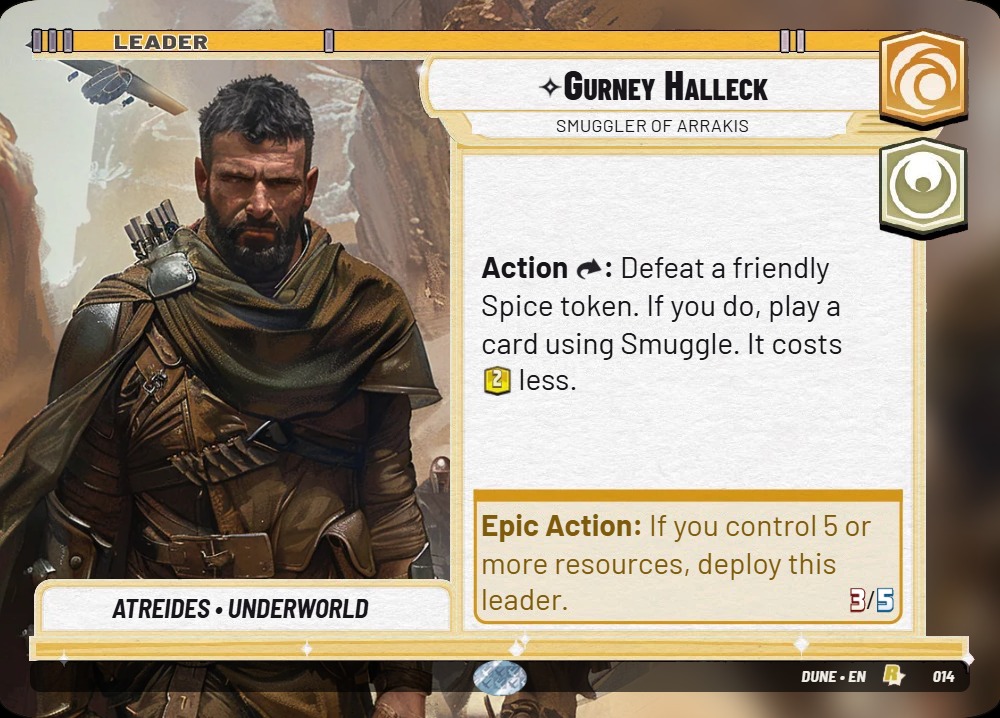 LEADER
Gurney Halleck
SMUGGLER OF ARRAKIS
Action : Defeat a friendly
Spice token. If you do, play a
card using Smuggle. It costs
2 less.
Epic Action: If you control 5 or
more resources, deploy this
leader.
3/5
ATREIDES • UNDERWORLD
DUNE • EN R 014